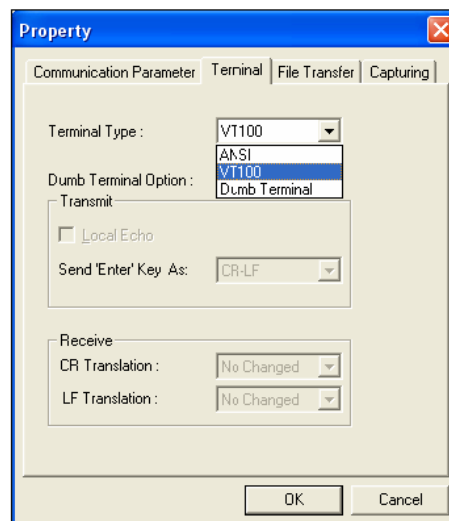 Property
Communication Parameter Terminal File Transfer Capturing
Terminal Type : VT100
ANSI
VT100
Dumb Terminal Option :
Dumb Terminal
Transmit
Local Echo
Send 'Enter' Key As: CR-LF
Receive
CR Translation : No Changed
LF Translation : No Changed
OK Cancel